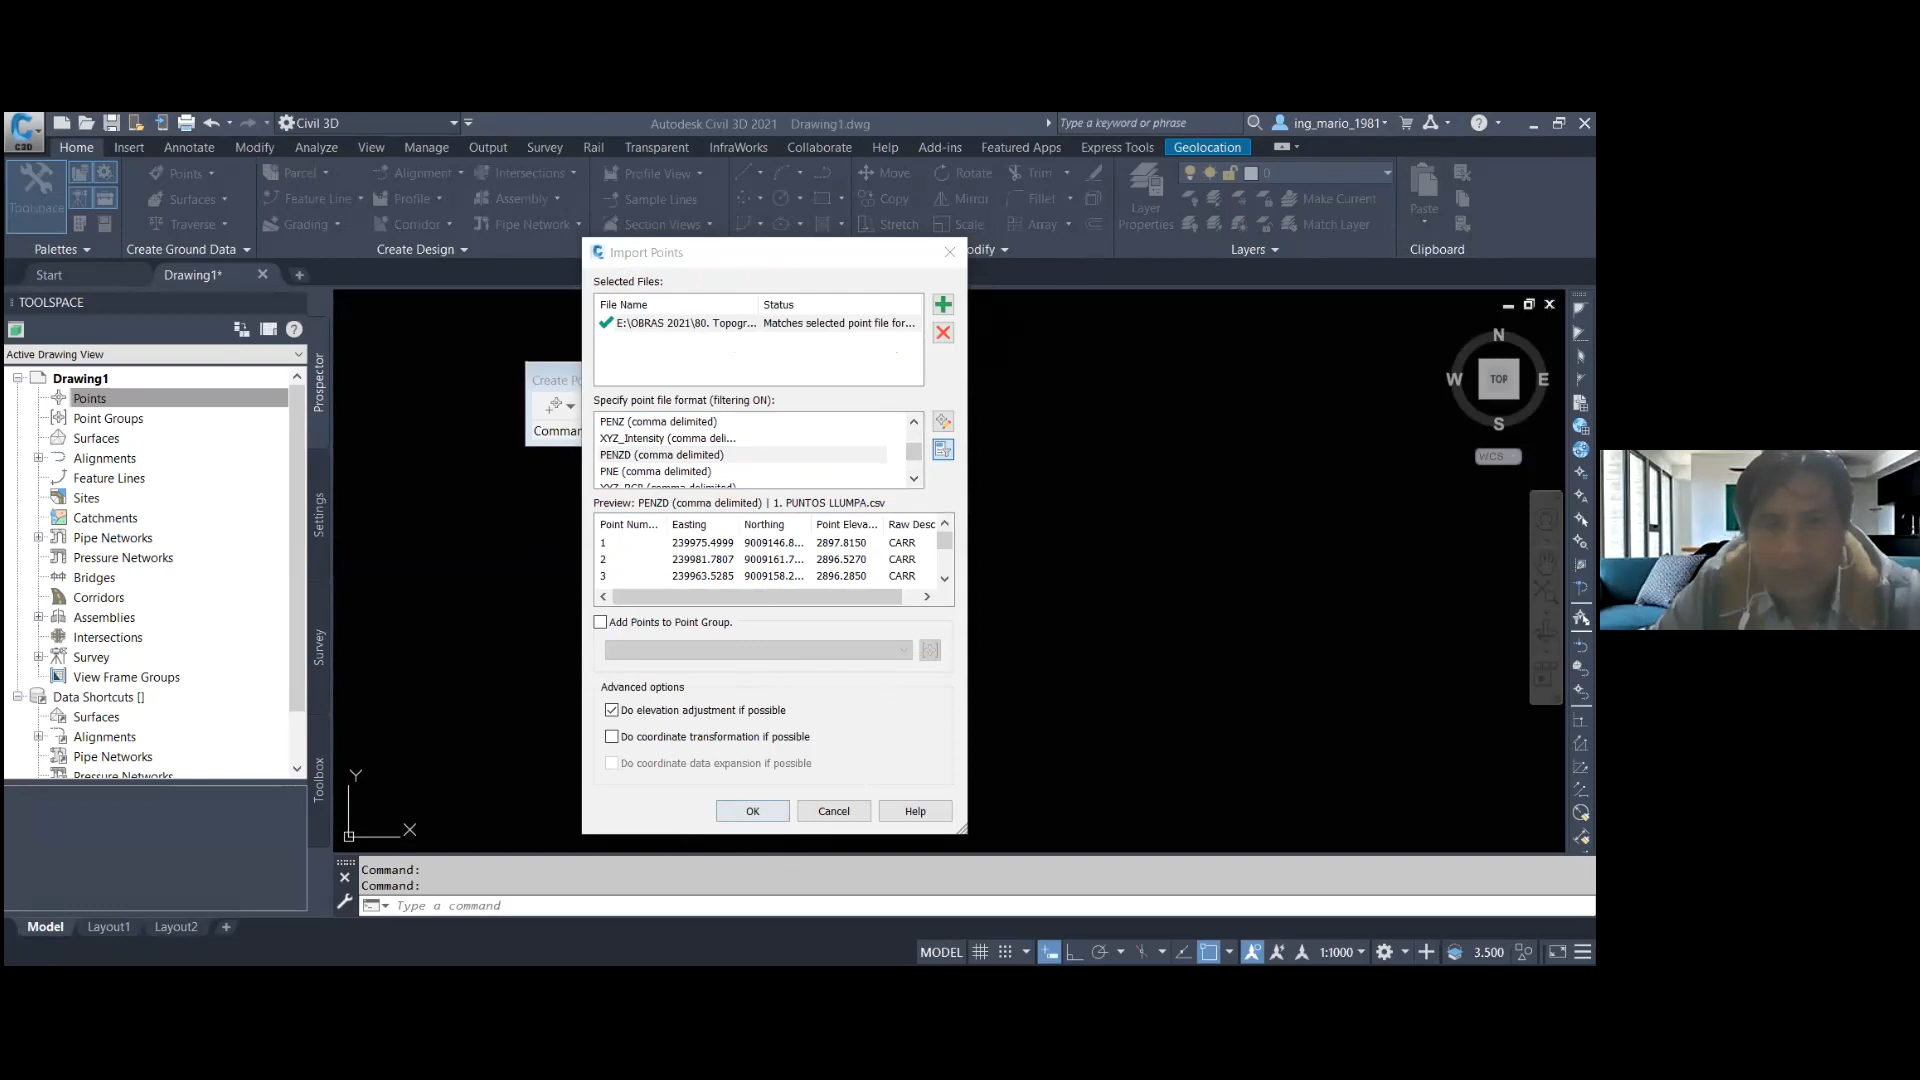 C3D
Civil 3D
Autodesk Civil 3D 2021 Drawing1.dwg
Type a keyword or phrase
ing_mario_1981
Home Insert Annotate Modify Analyze View Manage Output Survey Rail Transparent InfraWorks Collaborate Help Add-ins Featured Apps Express Tools Geolocation
Toolspace
Points
Surfaces
Traverse
Parcel
Feature Line
Grading
Alignment
Profile
Corridor
Intersections
Assembly
Pipe Network
Profile View
Sample Lines
Section Views
Move
Copy
Stretch
Rotate
Mirror
Scale
Trim
Fillet
Array
Layer
Properties
0
Make Current
Match Layer
Paste
Palettes
Create Ground Data
Create Design
odify
Layers
Clipboard
Start
Drawing1*
TOOLSPACE
Active Drawing View
Drawing1
Points
Point Groups
Surfaces
Alignments
Feature Lines
Sites
Catchments
Pipe Networks
Pressure Networks
Bridges
Corridors
Assemblies
Intersections
Survey
View Frame Groups
Data Shortcuts []
Surfaces
Alignments
Pipe Networks
Pressure Networks
Prospector
Settings
Survey
Toolbox
Create Po
Comman
Import Points
Selected Files:
File Name Status
E:\OBRAS 2021\80. Topogr... Matches selected point file for...
Specify point file format (filtering ON):
PENZ (comma delimited)
XYZ_Intensity (comma deli...
PENZD (comma delimited)
PNE (comma delimited)
XYZ_RGB (comma delimited)
Preview: PENZD (comma delimited) | 1. PUNTOS LLUMPA.csv
Point Num... Easting Northing Point Eleva... Raw Desc
1 239975.4999 9009146.8... 2897.8150 CARR
2 239981.7807 9009161.7... 2896.5270 CARR
3 239963.5285 9009158.2... 2896.2850 CARR
Add Points to Point Group.
Advanced options
Do elevation adjustment if possible
Do coordinate transformation if possible
Do coordinate data expansion if possible
OK Cancel Help
N
W TOP E
S
WCS
Y
X
Command:
Command:
Type a command
Model Layout1 Layout2
MODEL 1:1000 3.500